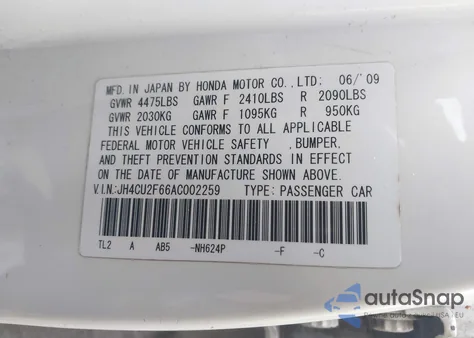 MFD. IN JAPAN BY HONDA MOTOR CO.,LTD: 06/'09
GVWR 4475LBS GAWR F 2410LBS R 2090LBS
GVWR 2030KG GAWR F 1095KG R 950KG
THIS VEHICLE CONFORMS TO ALL APPLICABLE
FEDERAL MOTOR VEHICLE SAFETY ,BUMPER,
AND THEFT PREVENTION STANDARDS IN EFFECT
ON THE DATE OF MANUFACTURE SHOWN ABOVE.
V.I.N:JH4CU2F66AC002259 TYPE: PASSENGER CAR
TL2 A AB5 -NH624P -F -C
autoSnap